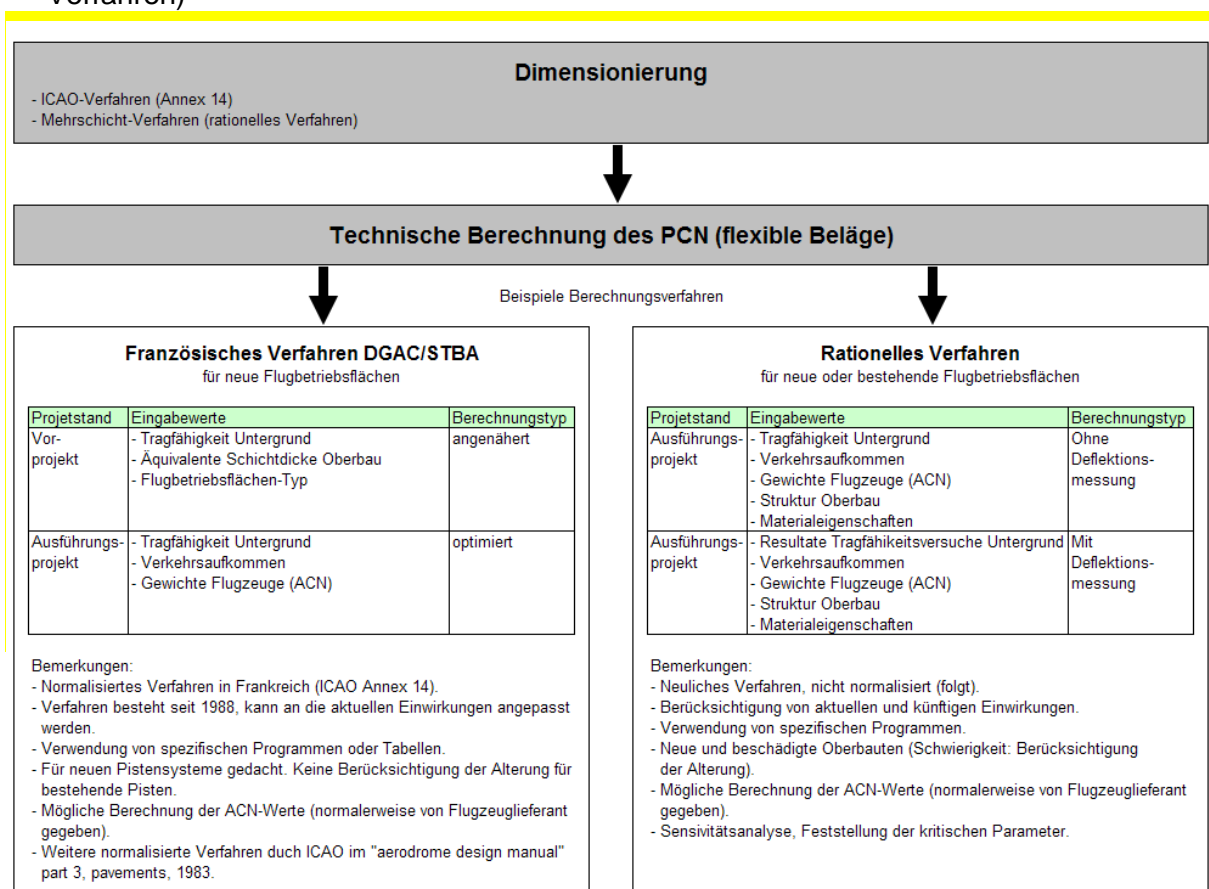 Verfahren)
Dimensionierung
- ICAO-Verfahren (Annex 14)
- Mehrschicht-Verfahren (rationelles Verfahren)
Technische Berechnung des PCN (flexible Beläge)
Beispiele Berechnungsverfahren
Französisches Verfahren DGAC/STBA
für neue Flugbetriebsflächen
Projetstand Eingabewerte Berechnungstyp
Vor- - Tragfähigkeit Untergrund angenähert
projekt - Äquivalente Schichtdicke Oberbau
- Flugbetriebsflächen-Typ
Ausführungs- - Tragfähigkeit Untergrund optimiert
projekt - Verkehrsaufkommen
- Gewichte Flugzeuge (ACN)
Bemerkungen:
- Normalisiertes Verfahren in Frankreich (ICAO Annex 14).
- Verfahren besteht seit 1988, kann an die aktuellen Einwirkungen angepasst
werden.
- Verwendung von spezifischen Programmen oder Tabellen.
- Für neuen Pistensysteme gedacht. Keine Berücksichtigung der Alterung für
bestehende Pisten.
- Mögliche Berechnung der ACN-Werte (normalerweise von Flugzeuglieferant
gegeben).
- Weitere normalisierte Verfahren duch ICAO im "aerodrome design manual"
part 3, pavements, 1983.
Rationelles Verfahren
für neue oder bestehende Flugbetriebsflächen
Projetstand Eingabewerte Berechnungstyp
Ausführungs- - Tragfähigkeit Untergrund Ohne
projekt - Verkehrsaufkommen Deflektions-
- Gewichte Flugzeuge (ACN) messung
- Struktur Oberbau
- Materialeigenschaften
Ausführungs- - Resultate Tragfähikeitsversuche Untergrund Mit
projekt - Verkehrsaufkommen Deflektions-
- Gewichte Flugzeuge (ACN) messung
- Struktur Oberbau
- Materialeigenschaften
Bemerkungen:
- Neuliches Verfahren, nicht normalisiert (folgt).
- Berücksichtigung von aktuellen und künftigen Einwirkungen.
- Verwendung von spezifischen Programmen.
- Neue und beschädigte Oberbauten (Schwierigkeit: Berücksichtigung
der Alterung).
- Mögliche Berechnung der ACN-Werte (normalerweise von Flugzeuglieferant
gegeben).
- Sensivitätsanalyse, Feststellung der kritischen Parameter.